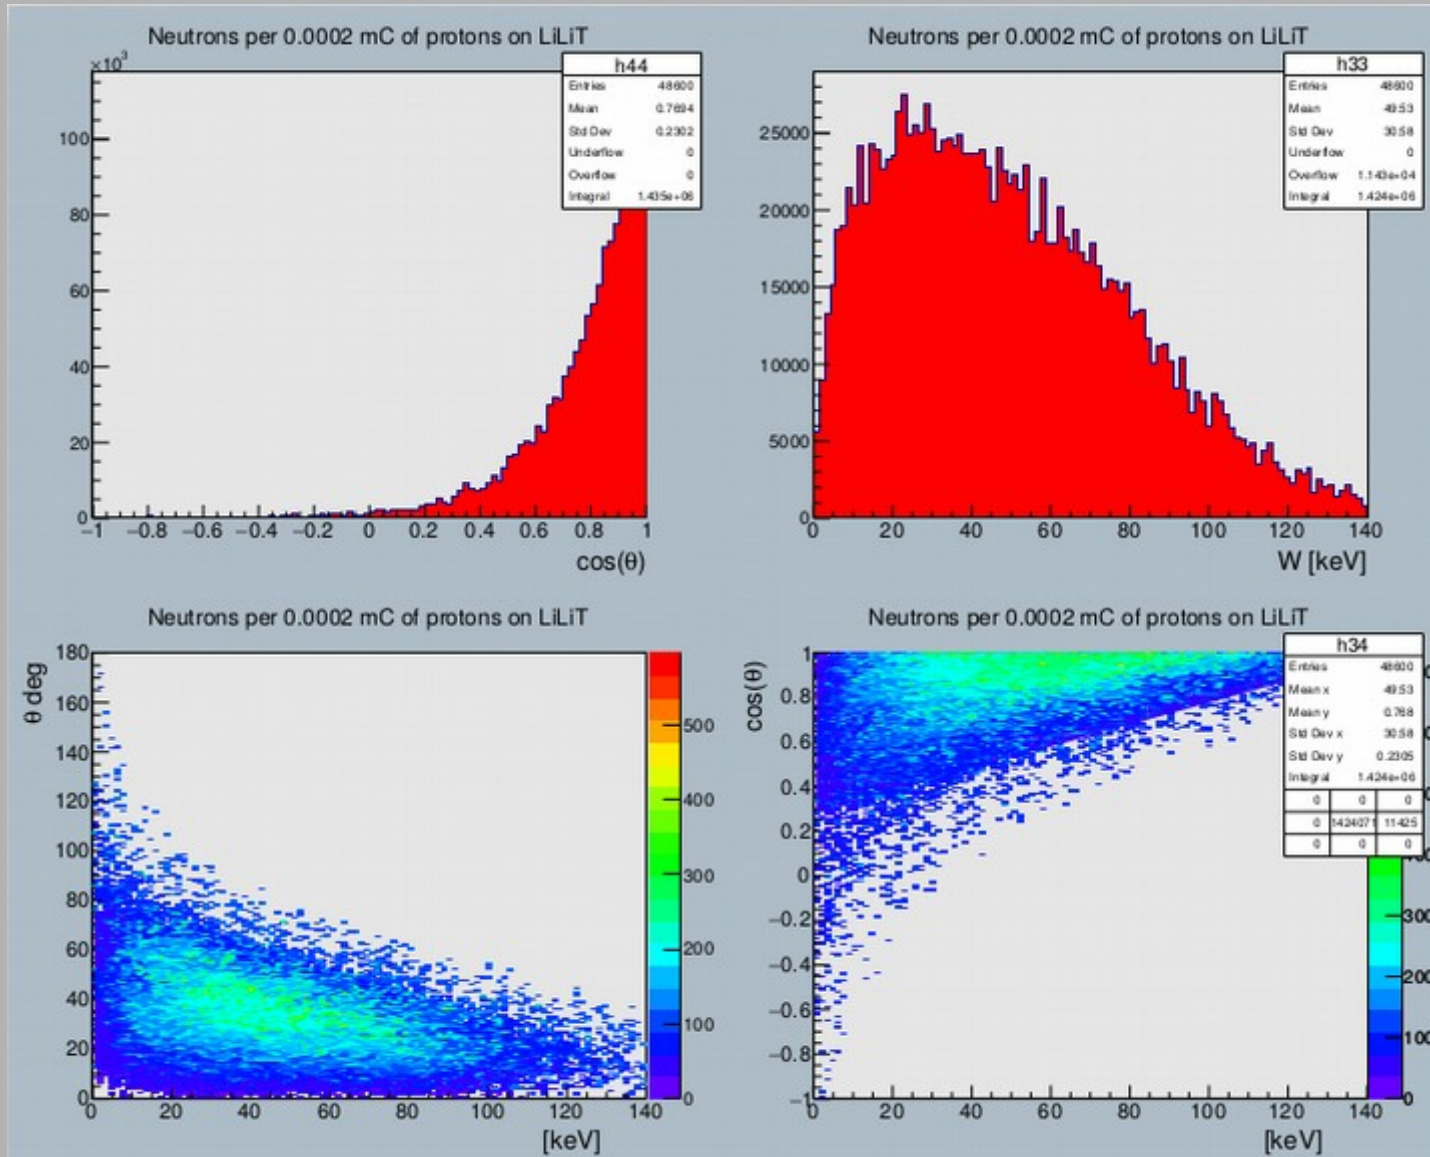 Neutrons per 0.0002 mC of protons on LiLiT
×10³
h44
Entries 48600
Mean 0.7694
Std Dev 0.2302
Underflow 0
Overflow 0
Integral 1.435e+06
100
80
60
40
20
0
−1 −0.8 −0.6 −0.4 −0.2 0 0.2 0.4 0.6 0.8 1
cos(θ)
Neutrons per 0.0002 mC of protons on LiLiT
h33
Entries 48600
Mean 49.53
Std Dev 30.58
Underflow 0
Overflow 1.143e+04
Integral 1.424e+06
25000
20000
15000
10000
5000
0
0 20 40 60 80 100 120 140
W [keV]
Neutrons per 0.0002 mC of protons on LiLiT
θ deg
180
160
140
120
100
80
60
40
20
0
0 20 40 60 80 100 120 140
[keV]
500
400
300
200
100
0
Neutrons per 0.0002 mC of protons on LiLiT
cos(θ)
h34
Entries 48600
Mean x 49.53
Mean y 0.768
Std Dev x 30.58
Std Dev y 0.2305
Integral 1.424e+06
0 0 0
0 1424071 11425
0 0 0
1
0.8
0.6
0.4
0.2
0
−0.2
−0.4
−0.6
−0.8
−1
0 20 40 60 80 100 120 140
[keV]
300
200
100
0